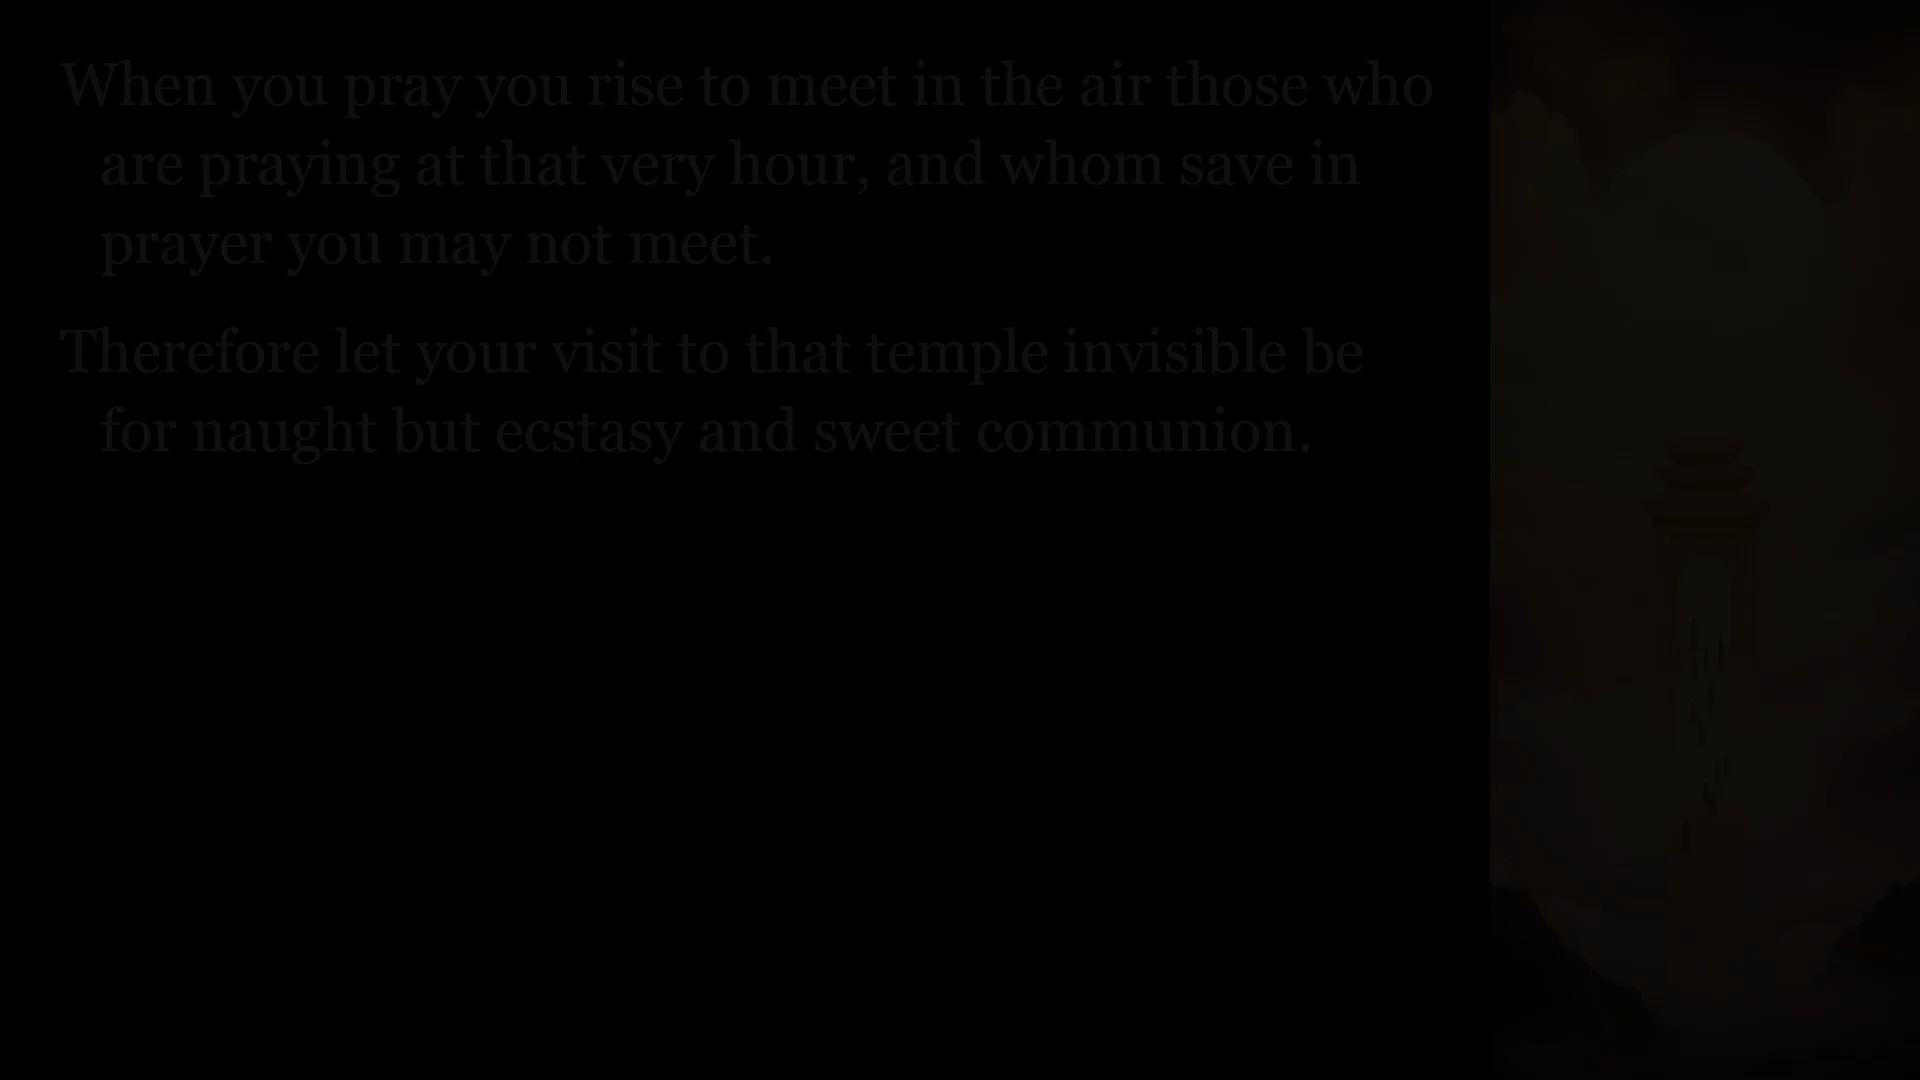 When you pray you rise to meet in the air those who
are praying at that very hour, and whom save in
prayer you may not meet.
Therefore let your visit to that temple invisible be
for naught but ecstasy and sweet communion.